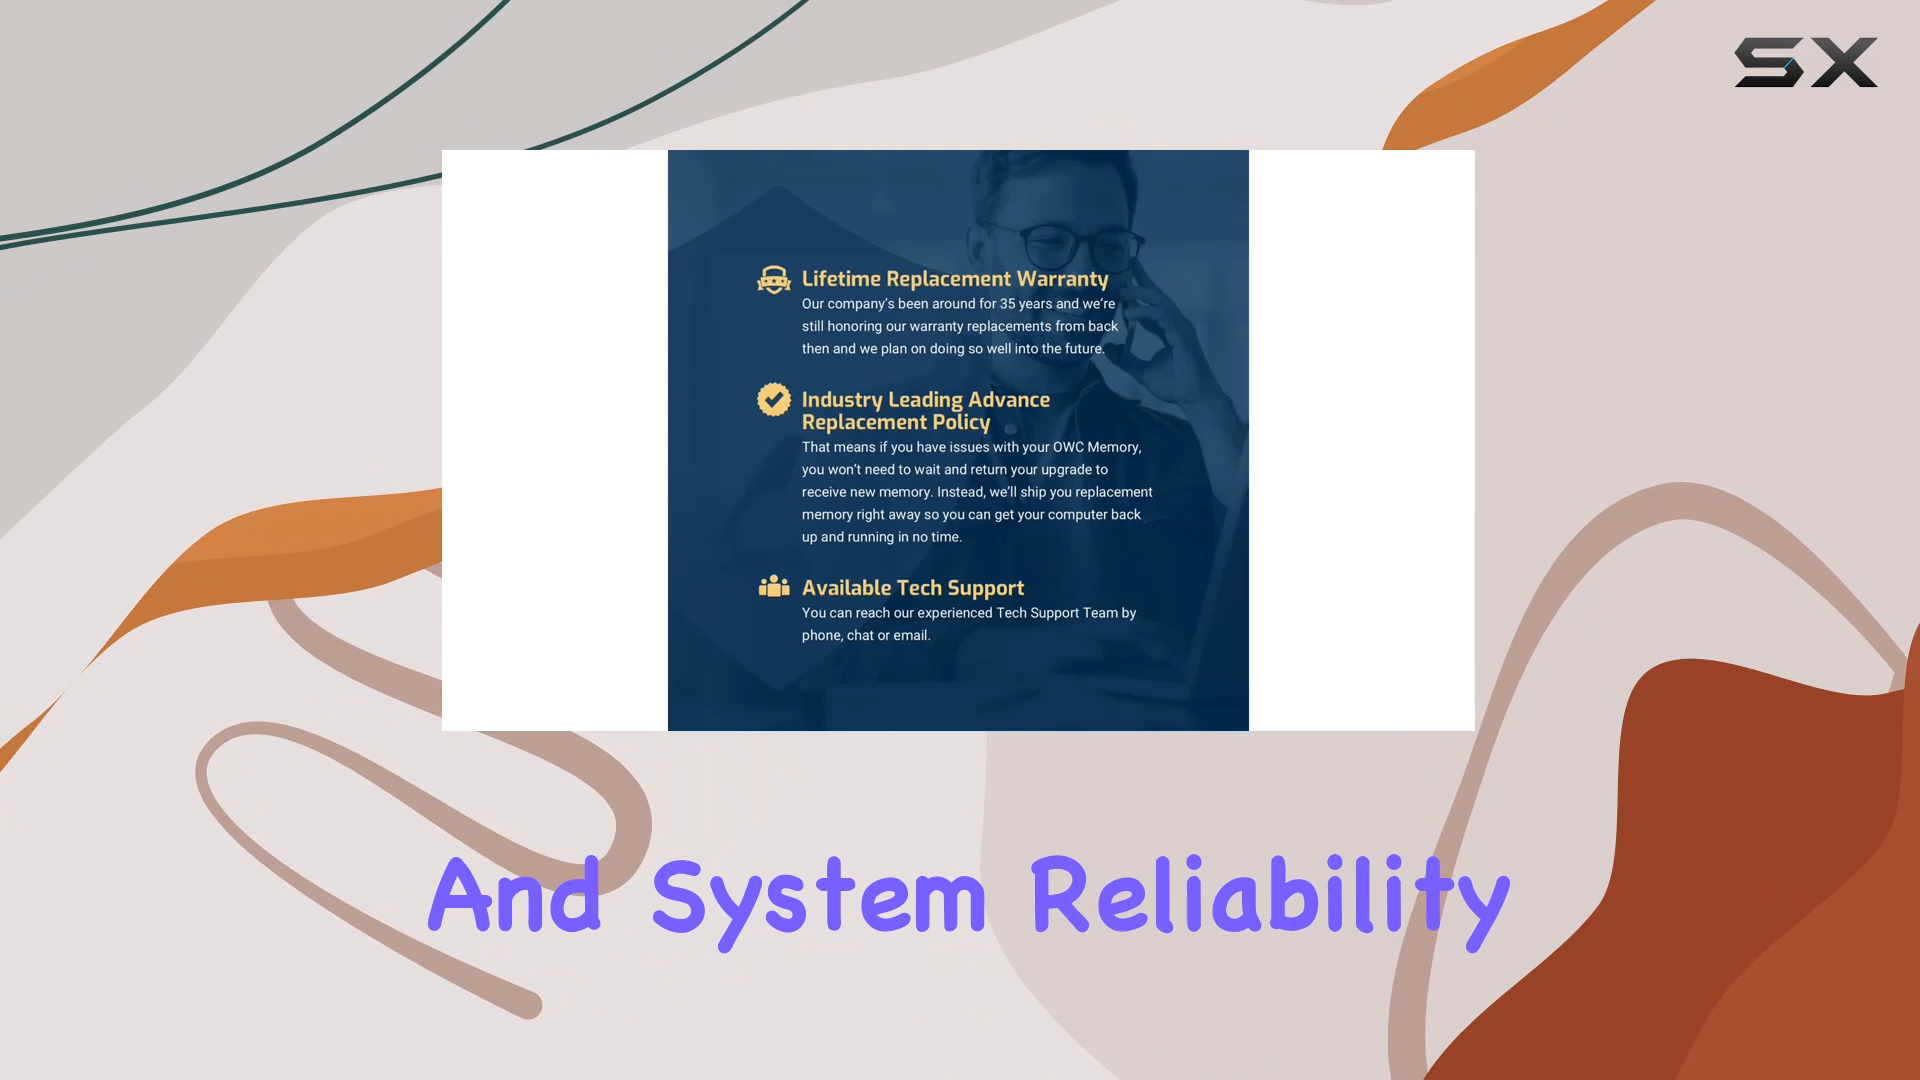 SX
Lifetime Replacement Warranty
Our company's been around for 35 years and we're
still honoring our warranty replacements from back
then and we plan on doing so well into the future.
Industry Leading Advance
Replacement Policy
That means if you have issues with your OWC Memory,
you won't need to wait and return your upgrade to
receive new memory. Instead, we'll ship you replacement
memory right away so you can get your computer back
up and running in no time.
Available Tech Support
You can reach our experienced Tech Support Team by
phone, chat or email.
And System Reliability